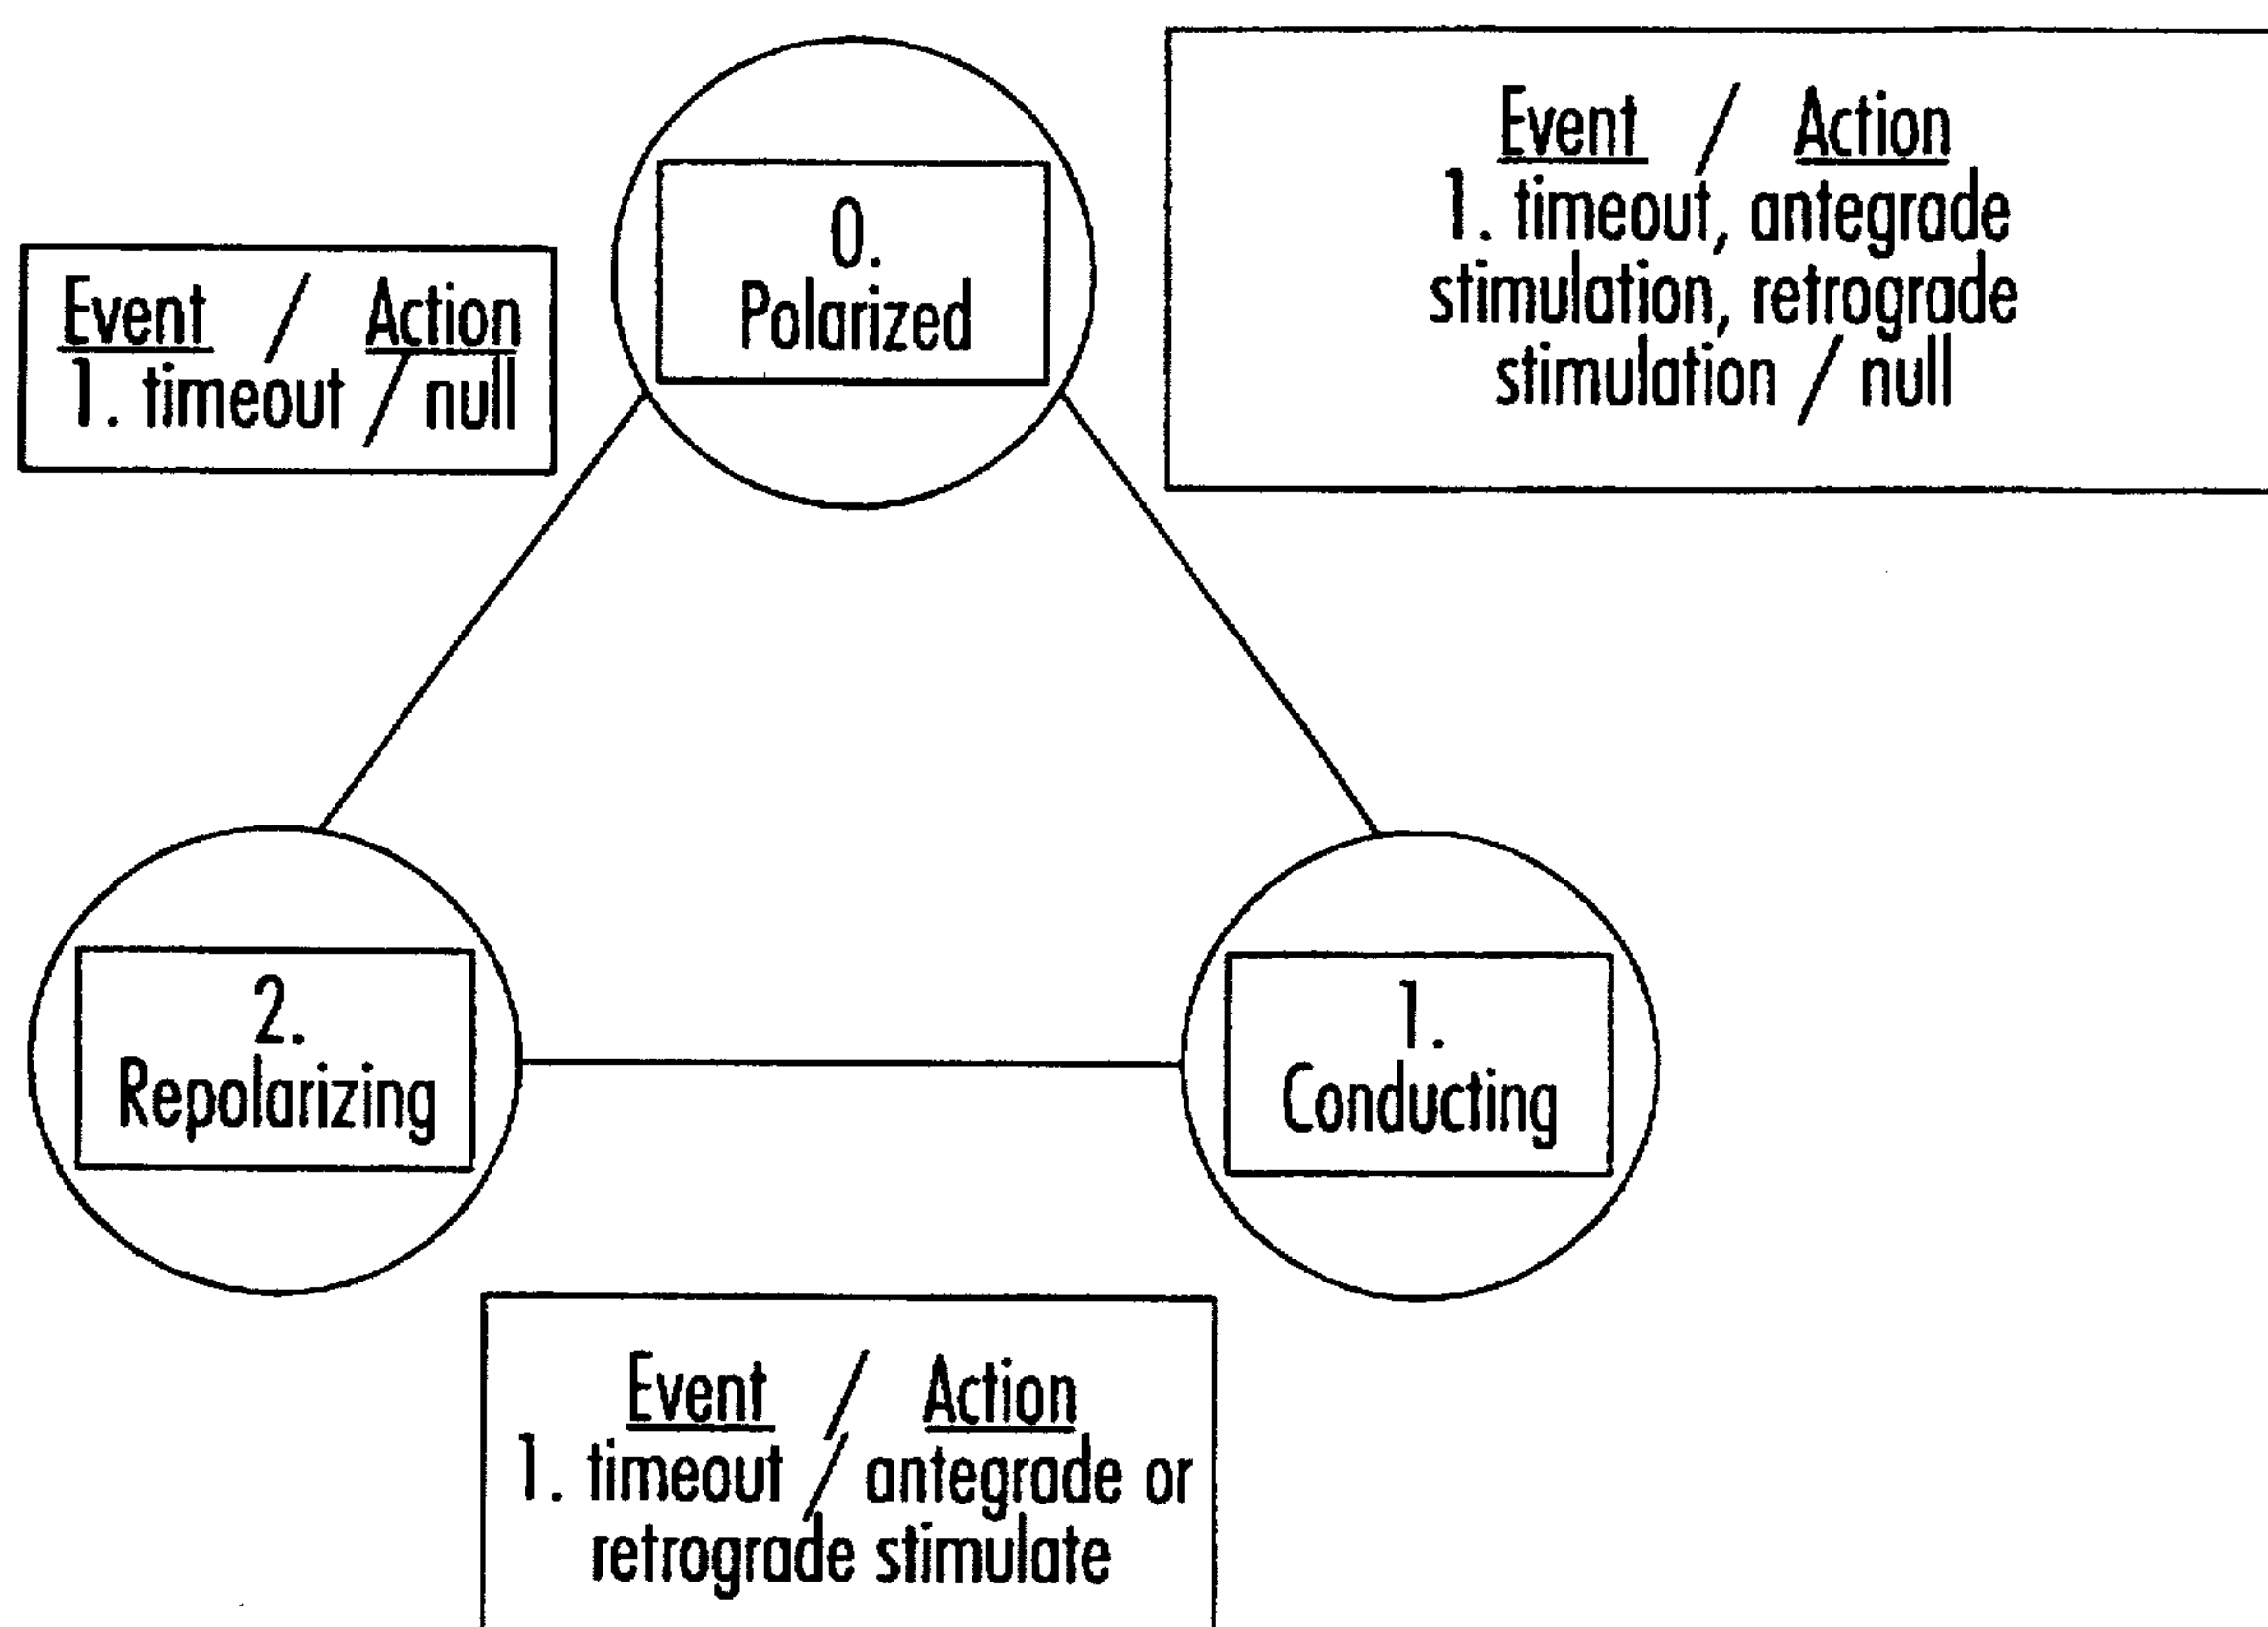 0.
Polarized
Event / Action
1. timeout, antegrade
stimulation, retrograde
stimulation / null
Event / Action
1. timeout / null
2.
Repolarizing
1.
Conducting
Event / Action
1. timeout / antegrade or
retrograde stimulate